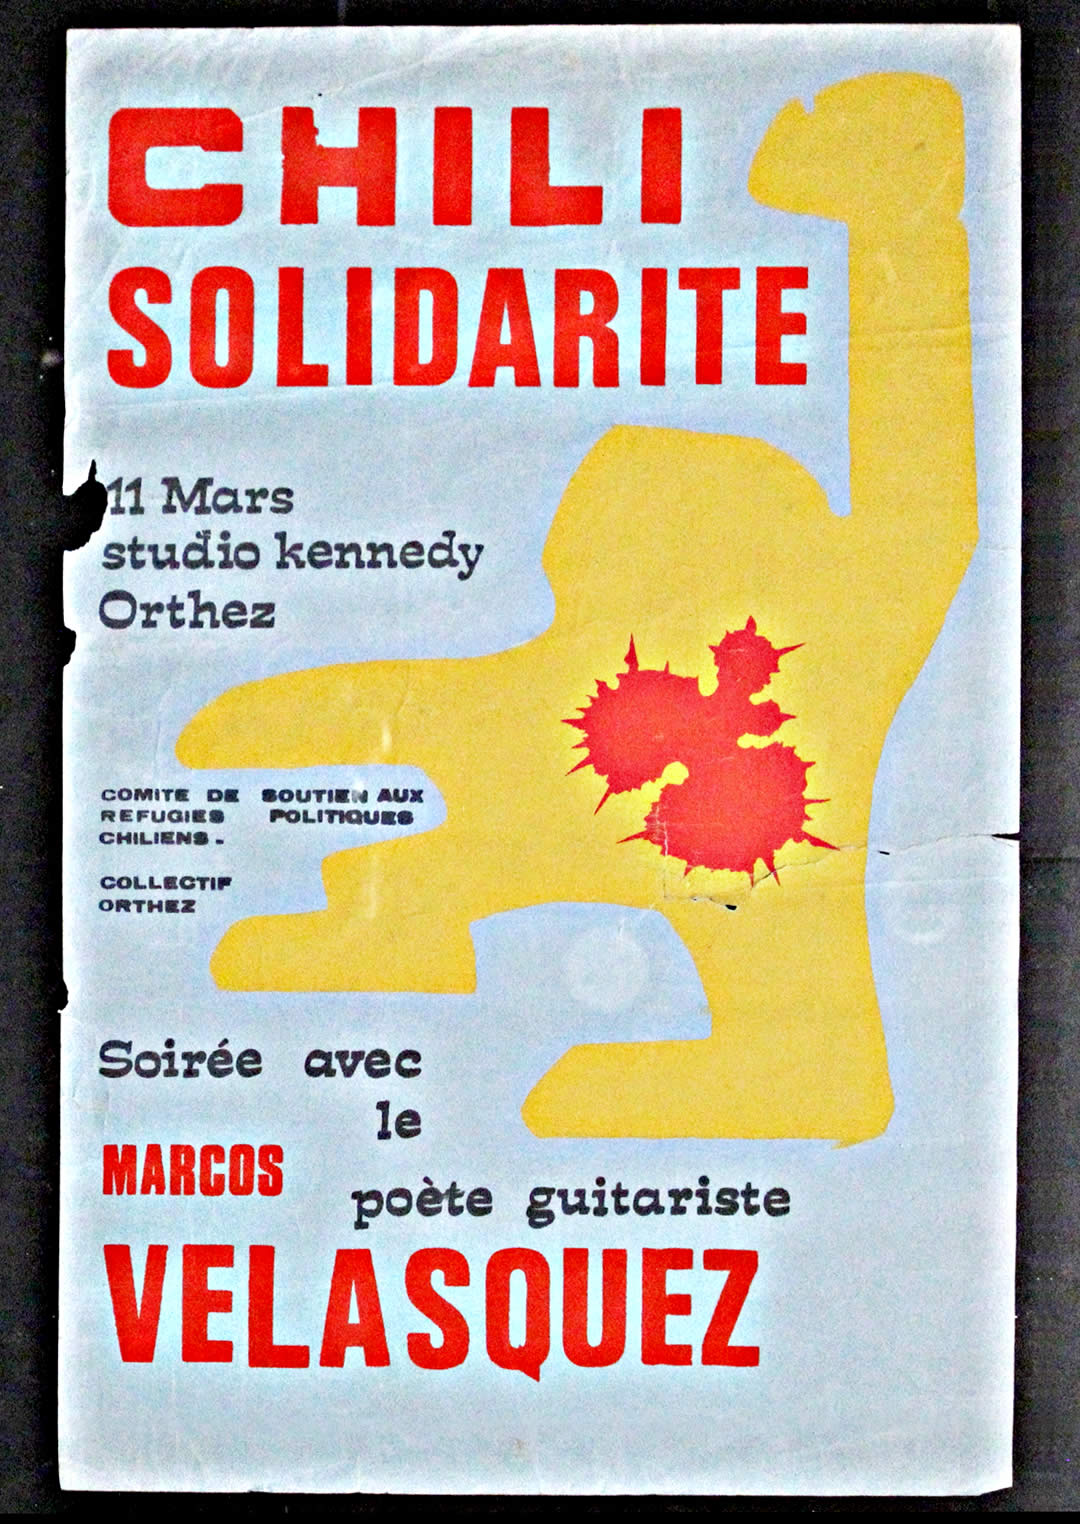 CHILI
SOLIDARITE
11 Mars
studio kennedy
Orthez
COMITE DE SOUTIEN AUX
REFUGIES POLITIQUES
CHILIENS -
COLLECTIF
ORTHEZ
Soirée avec
le
MARCOS
poète guitariste
VELASQUEZ